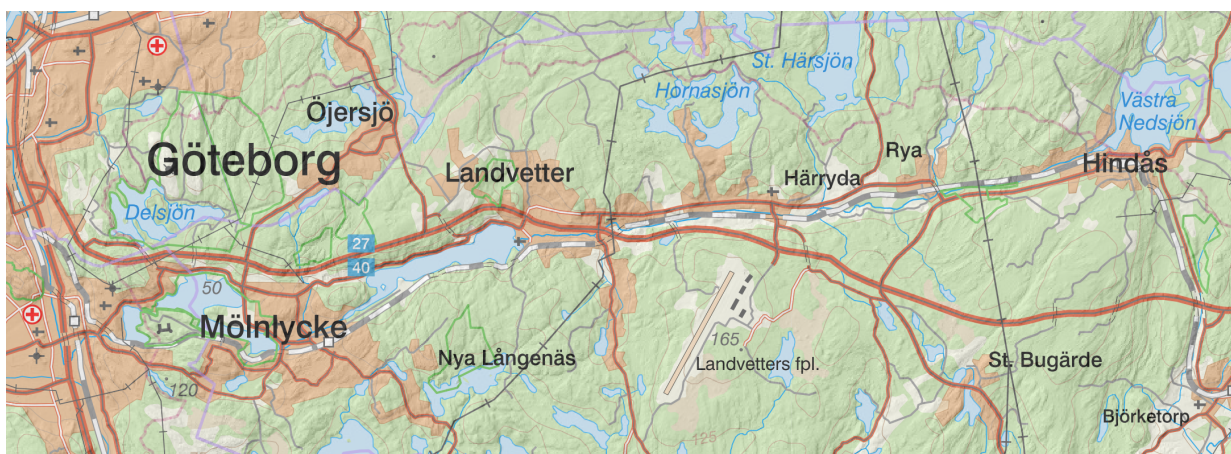 St. Härsjön
Hornasjön
Västra
Nedsjön
Öjersjö
Göteborg
Rya
Hindås
Landvetter
Härryda
Delsjön
27
40
50
Mölnlycke
165
Nya Långenäs
Landvetters fpl.
St. Bugärde
120
Björketorp
125